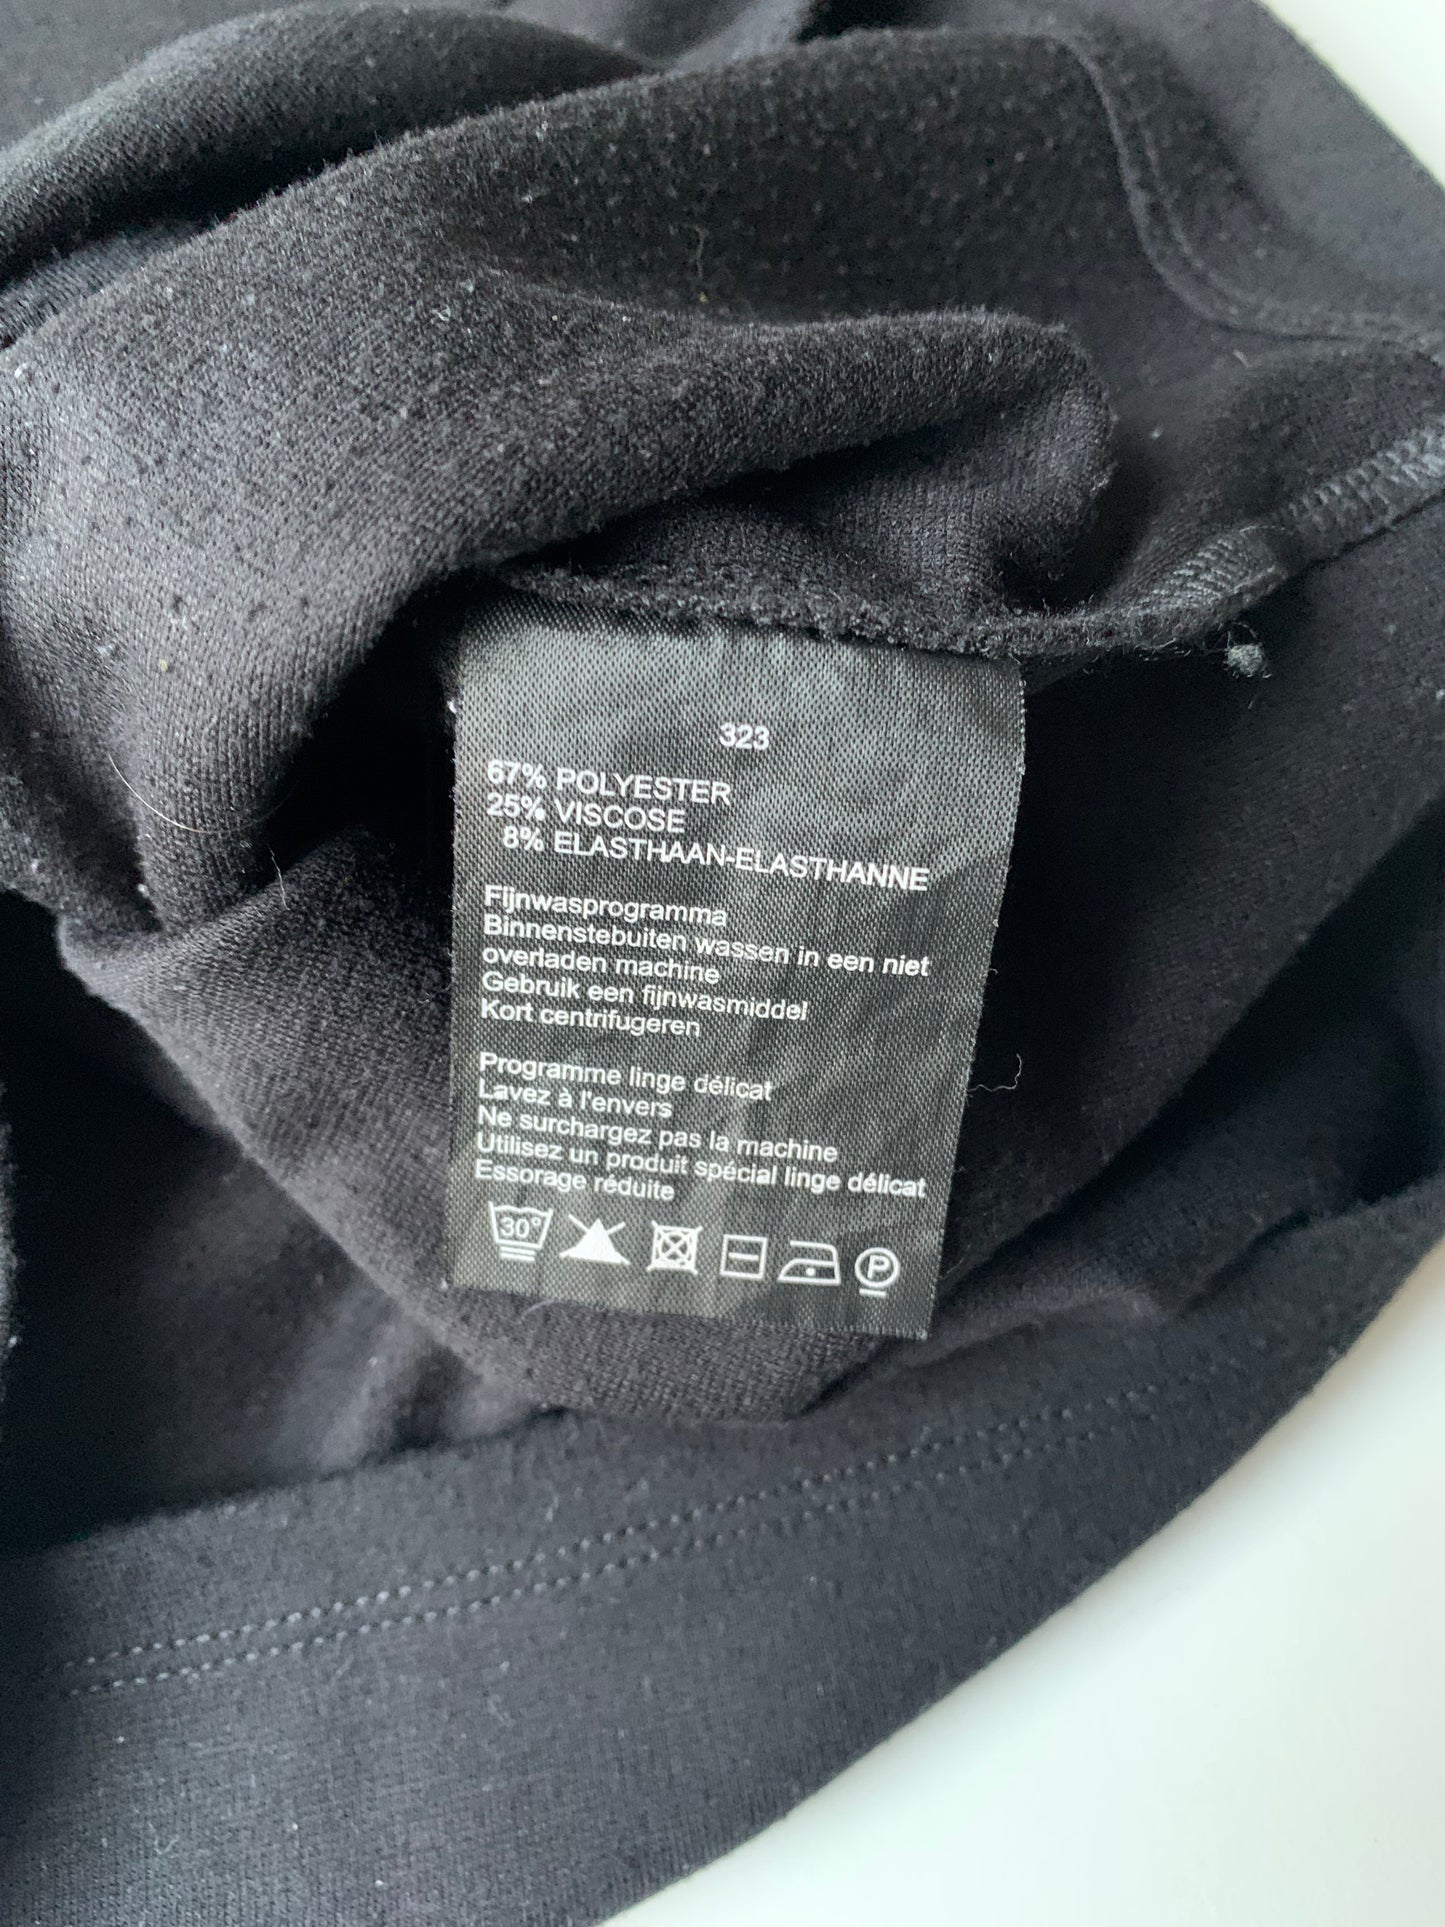 323
67% POLYESTER
25% VISCOSE
8% ELASTHAAN-ELASTHANNE
Fijnwasprogramma
Binnenstebuiten wassen in een niet
overladen machine
Gebruik een fijnwasmiddel
Kort centrifugeren
Programme linge délicat
Lavez à l'envers
Ne surchargez pas la machine
Utilisez un produit spécial linge délicat
Essorage réduite
30° P